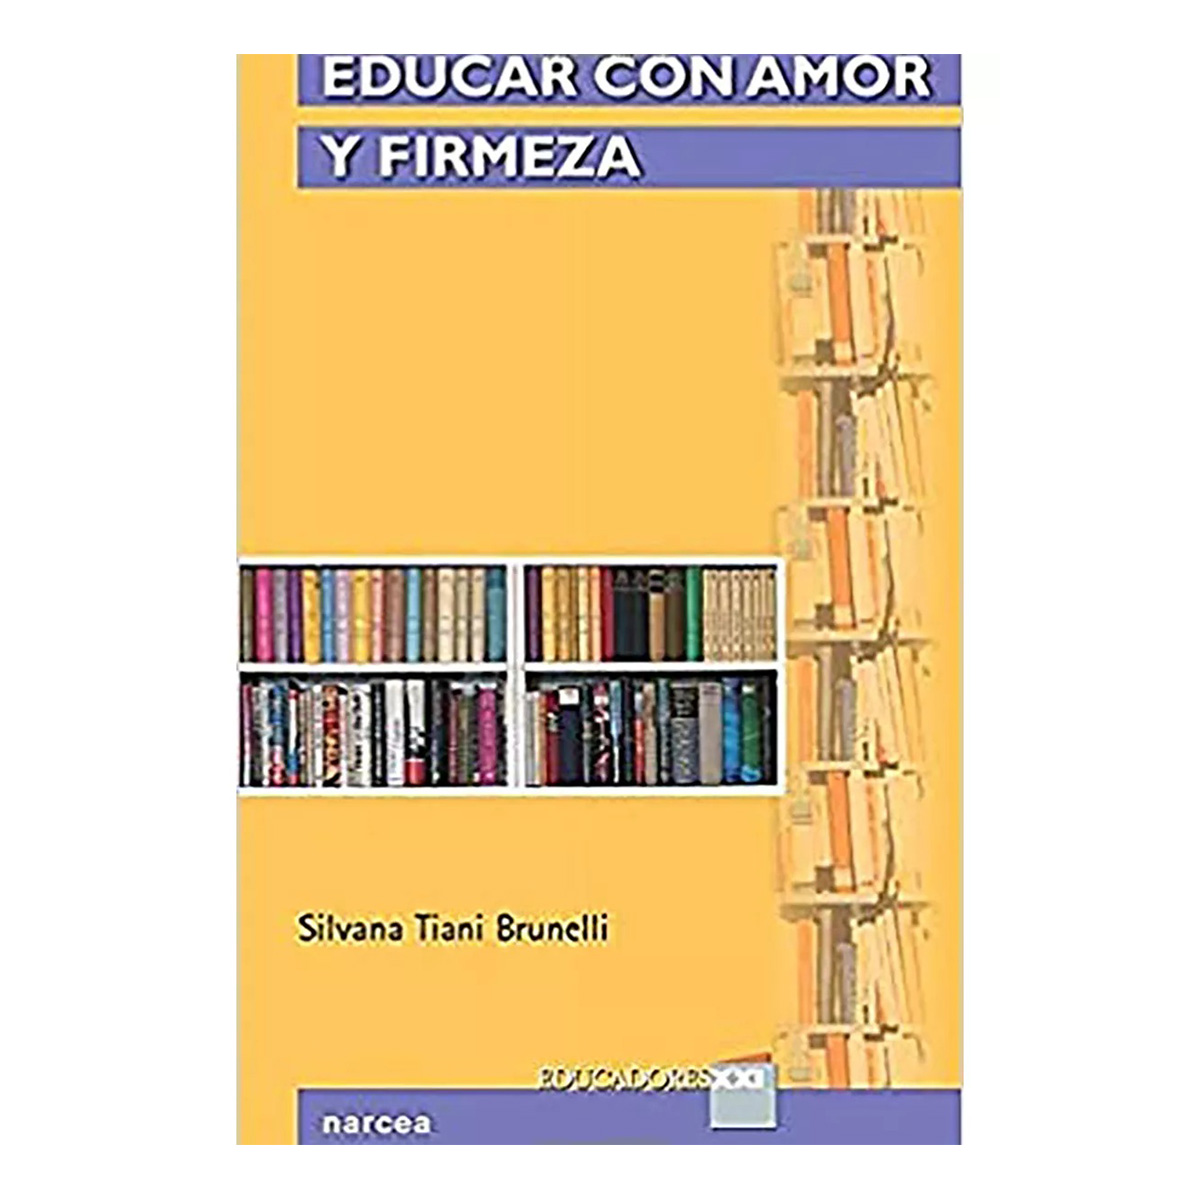 EDUCAR CON AMOR
Y FIRMEZA
Silvana Tiani Brunelli
EDUCADORES XXI
narcea